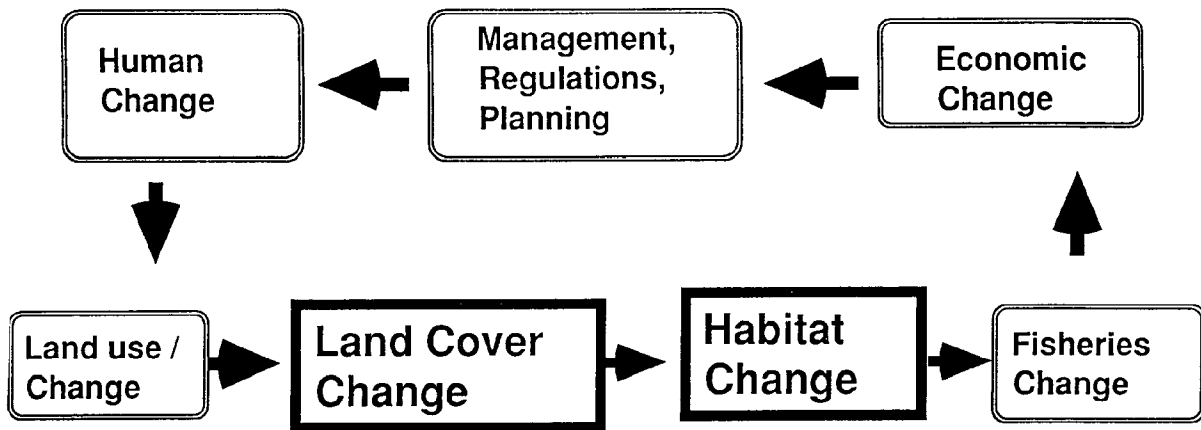 Human
Change
Management,
Regulations,
Planning
Economic
Change
Land use /
Change
Land Cover
Change
Habitat
Change
Fisheries
Change